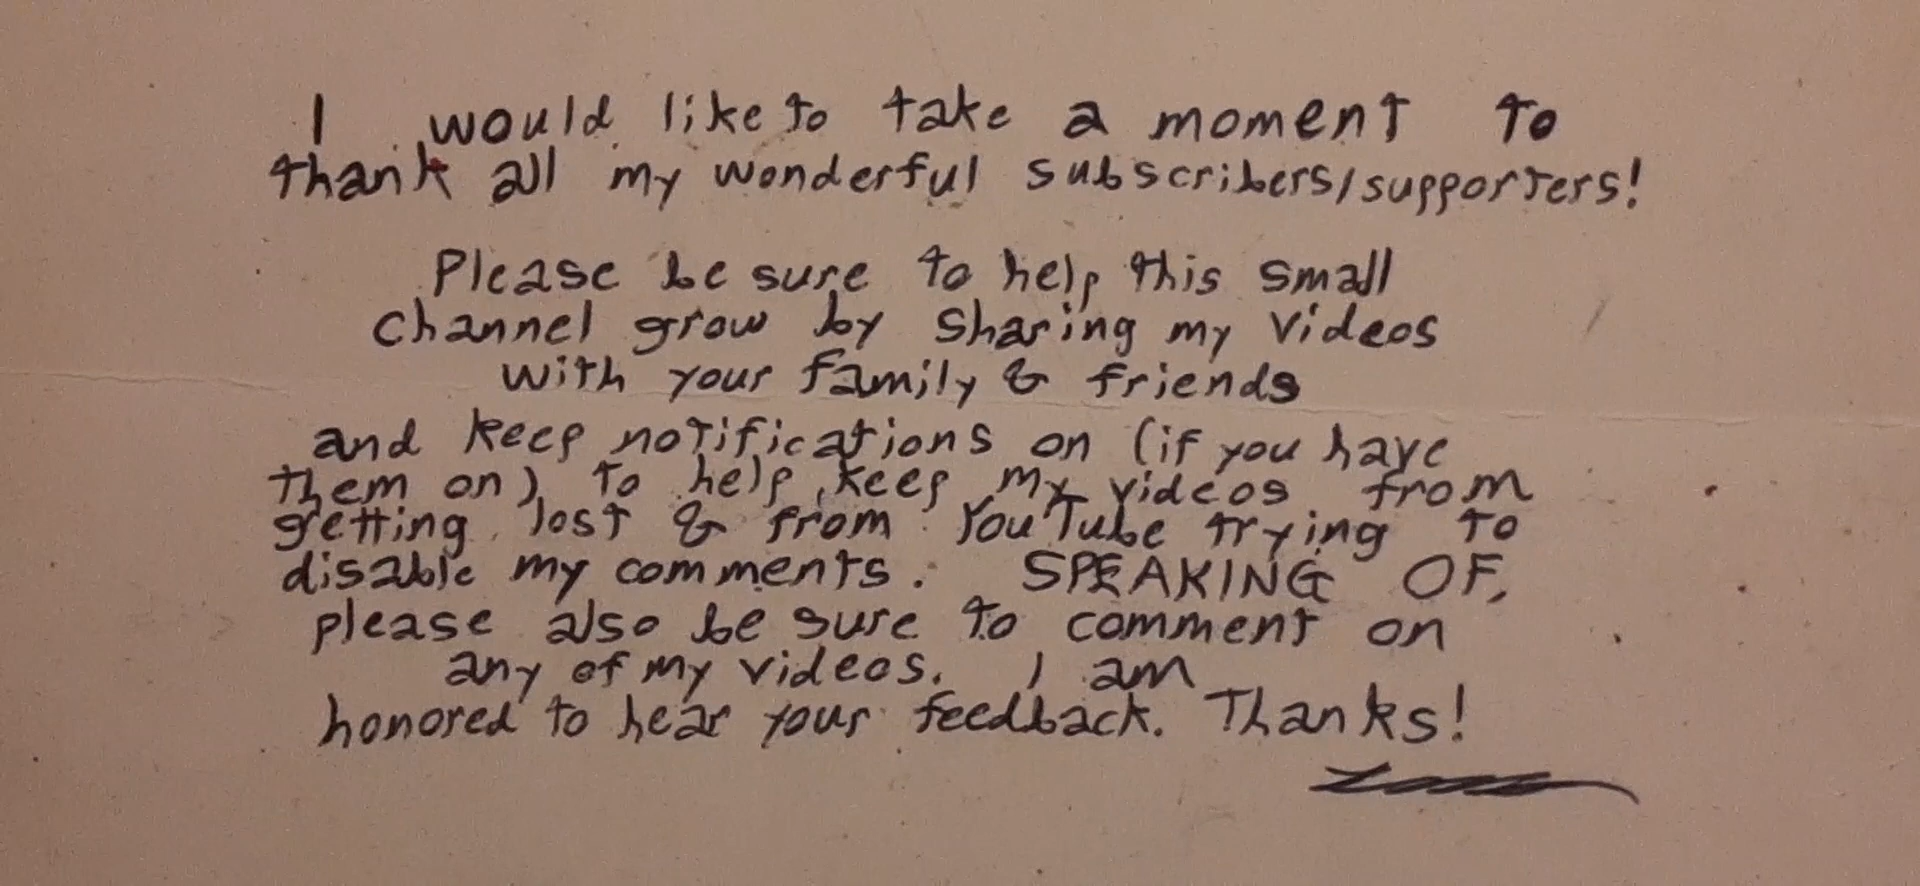 I would like to take a moment to
thank all my wonderful subscribers/supporters!
Please be sure to help this small
channel grow by sharing my videos
with your family & friends
and keep notifications on (if you have
them on) to help keep my videos from
getting lost & from YouTube trying to
disable my comments. SPEAKING OF,
please also be sure to comment on
any of my videos. I am
honored to hear your feedback. Thanks!